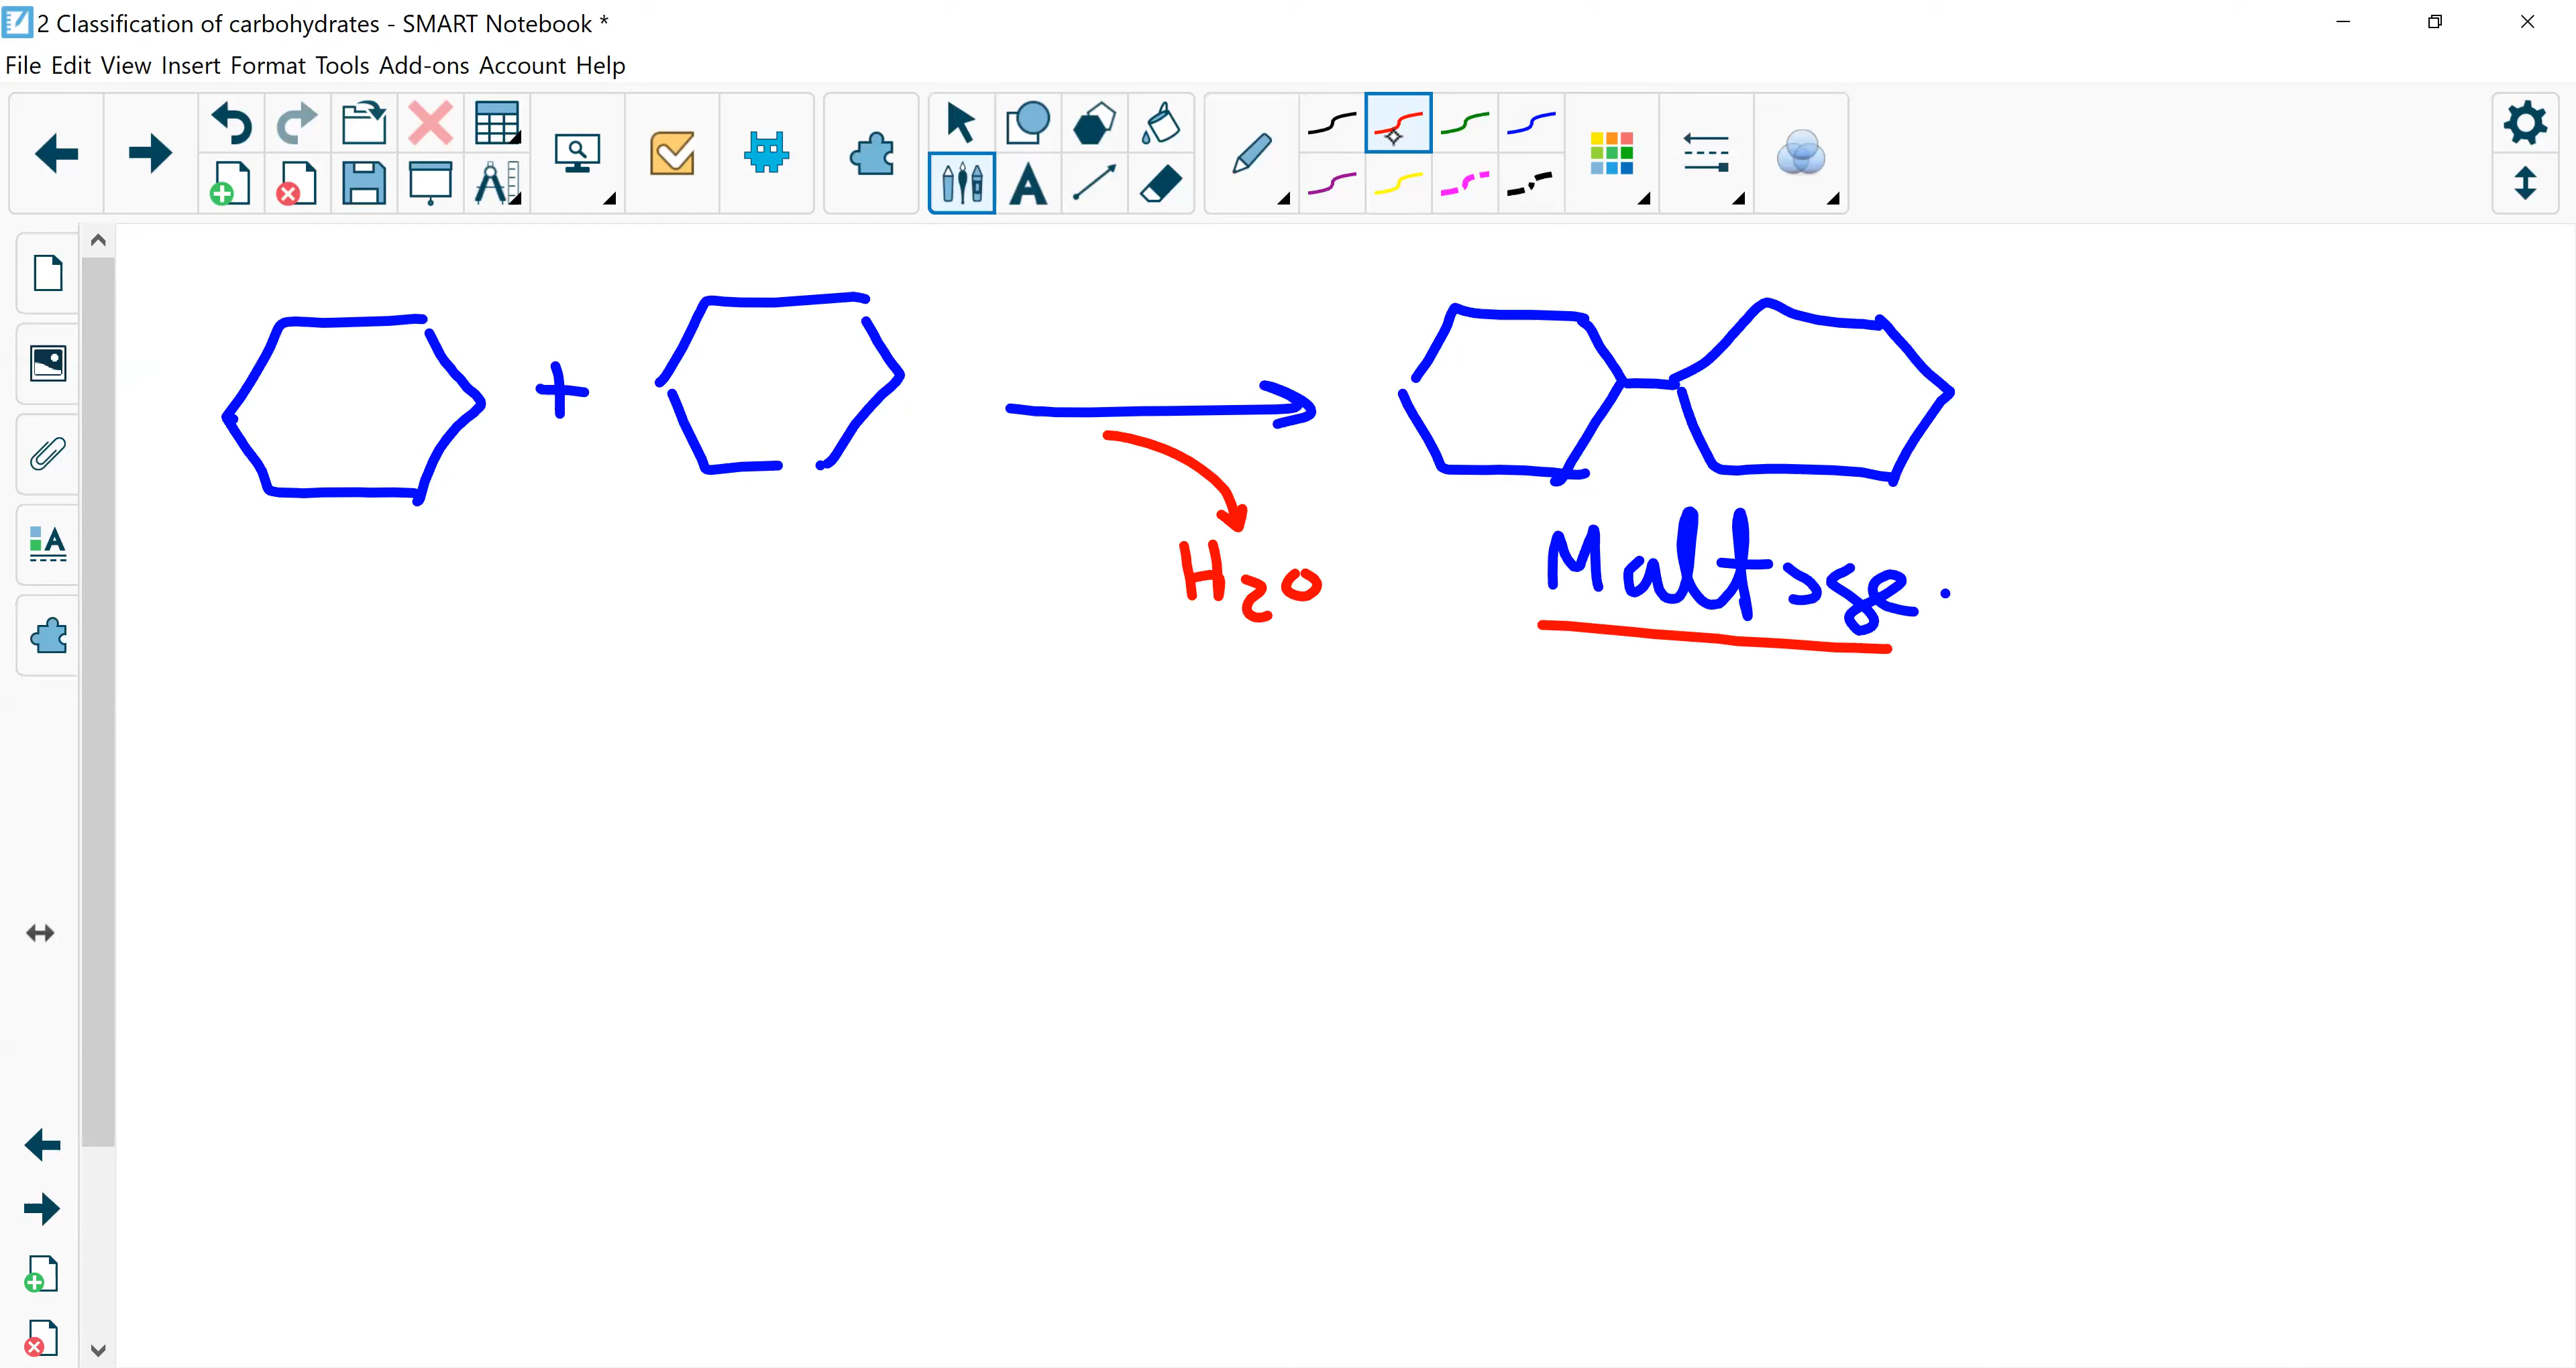 2 Classification of carbohydrates - SMART Notebook *
File Edit View Insert Format Tools Add-ons Account Help
+
H2O
Maltose.